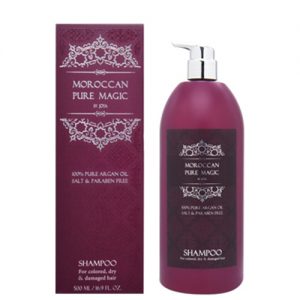 MOROCCAN
PURE MAGIC
BY JOYA
100% PURE ARGAN OIL
SALT & PARABEN FREE
SHAMPOO
For colored, dry
& damaged hair
500 ML / 16.9 FL. OZ.
MOROCCAN
PURE MAGIC
100% PURE ARGAN OIL
SALT & PARABEN FREE
SHAMPOO
For colored, dry
& damaged hair